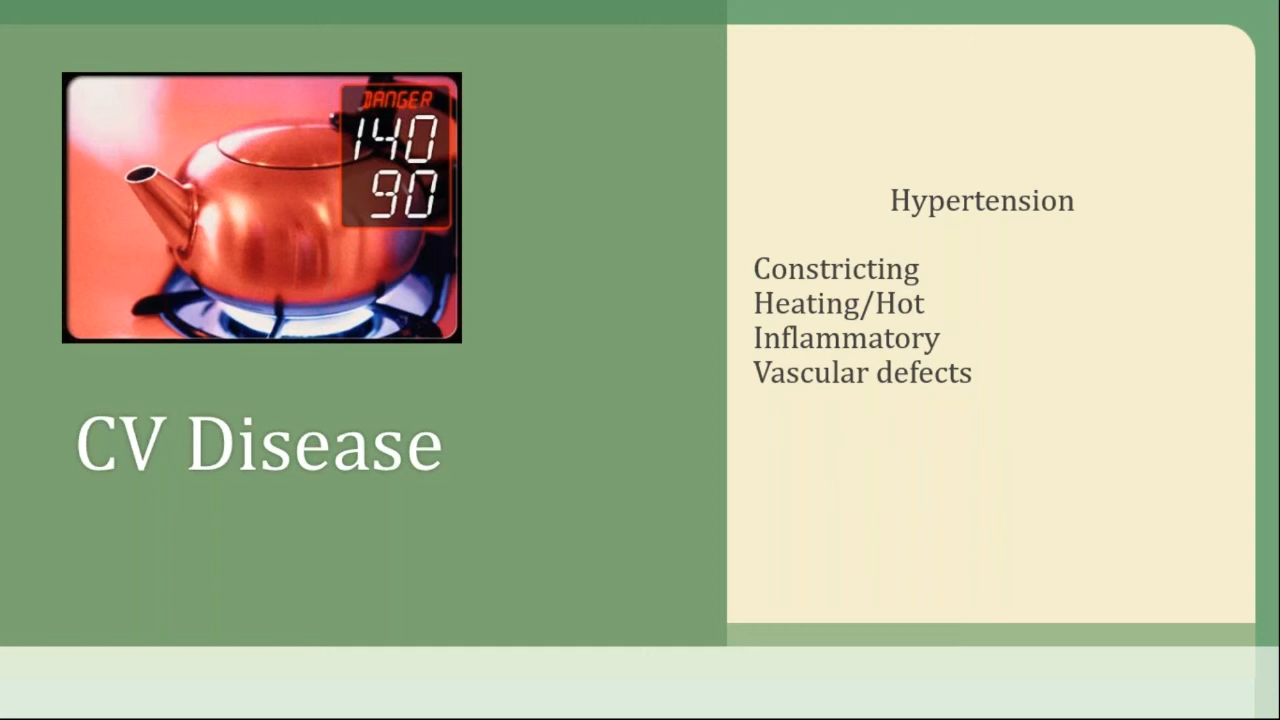 DANGER
140
90
CV Disease
Hypertension
Constricting
Heating/Hot
Inflammatory
Vascular defects